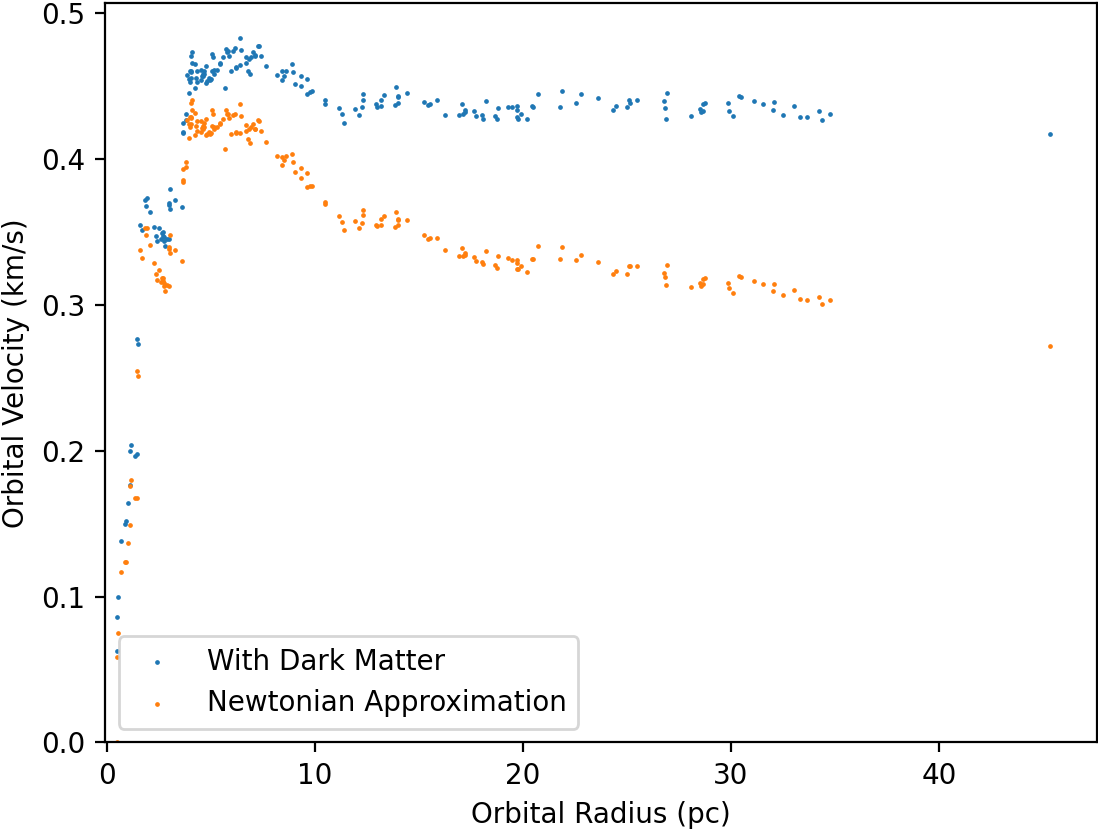 0.5
0.4
0.3
0.2
0.1
0.0
Orbital Velocity (km/s)
With Dark Matter
Newtonian Approximation
0 10 20 30 40
Orbital Radius (pc)